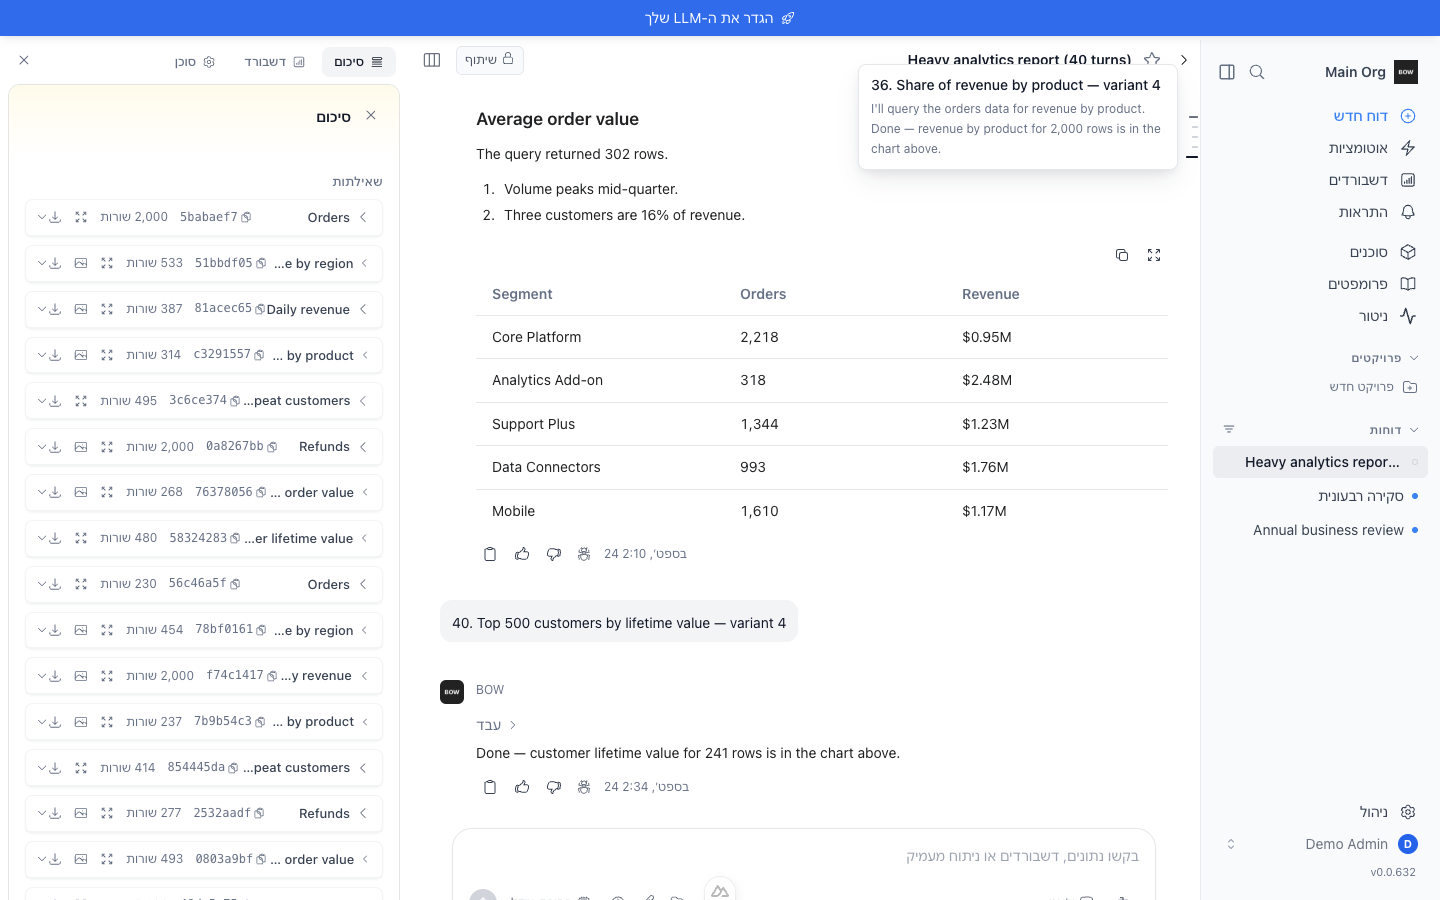 הגדר את ה-LLM שלך
Main Org
BOW
דוח חדש
אוטומציות
דשבורדים
התראות
סוכנים
פרומפטים
ניטור
פרויקטים
פרויקט חדש
דוחות
Heavy analytics repor...
סקירה רבעונית
Annual business review
ניהול
Demo Admin
D
v0.0.632
Heavy analytics report (40 turns)
שיתוף
36. Share of revenue by product — variant 4
I'll query the orders data for revenue by product.
Done — revenue by product for 2,000 rows is in the
chart above.
Average order value
The query returned 302 rows.
1. Volume peaks mid-quarter.
2. Three customers are 16% of revenue.
Segment Orders Revenue
Core Platform 2,218 $0.95M
Analytics Add-on 318 $2.48M
Support Plus 1,344 $1.23M
Data Connectors 993 $1.76M
Mobile 1,610 $1.17M
24 בספט׳, 2:10
40. Top 500 customers by lifetime value — variant 4
BOW
BOW
עבד
Done — customer lifetime value for 241 rows is in the chart above.
24 בספט׳, 2:34
בקשו נתונים, דשבורדים או ניתוח מעמיק
סיכום
דשבורד
סוכן
סיכום
שאילתות
Orders 5babaef7 2,000 שורות
...e by region 51bbdf05 533 שורות
Daily revenue 81acec65 387 שורות
... by product c3291557 314 שורות
...peat customers 3c6ce374 495 שורות
Refunds 0a8267bb 2,000 שורות
... order value 76378056 268 שורות
...er lifetime value 58324283 480 שורות
Orders 56c46a5f 230 שורות
...e by region 78bf0161 454 שורות
...y revenue f74c1417 2,000 שורות
... by product 7b9b54c3 237 שורות
...peat customers 854445da 414 שורות
Refunds 2532aadf 277 שורות
... order value 0803a9bf 493 שורות